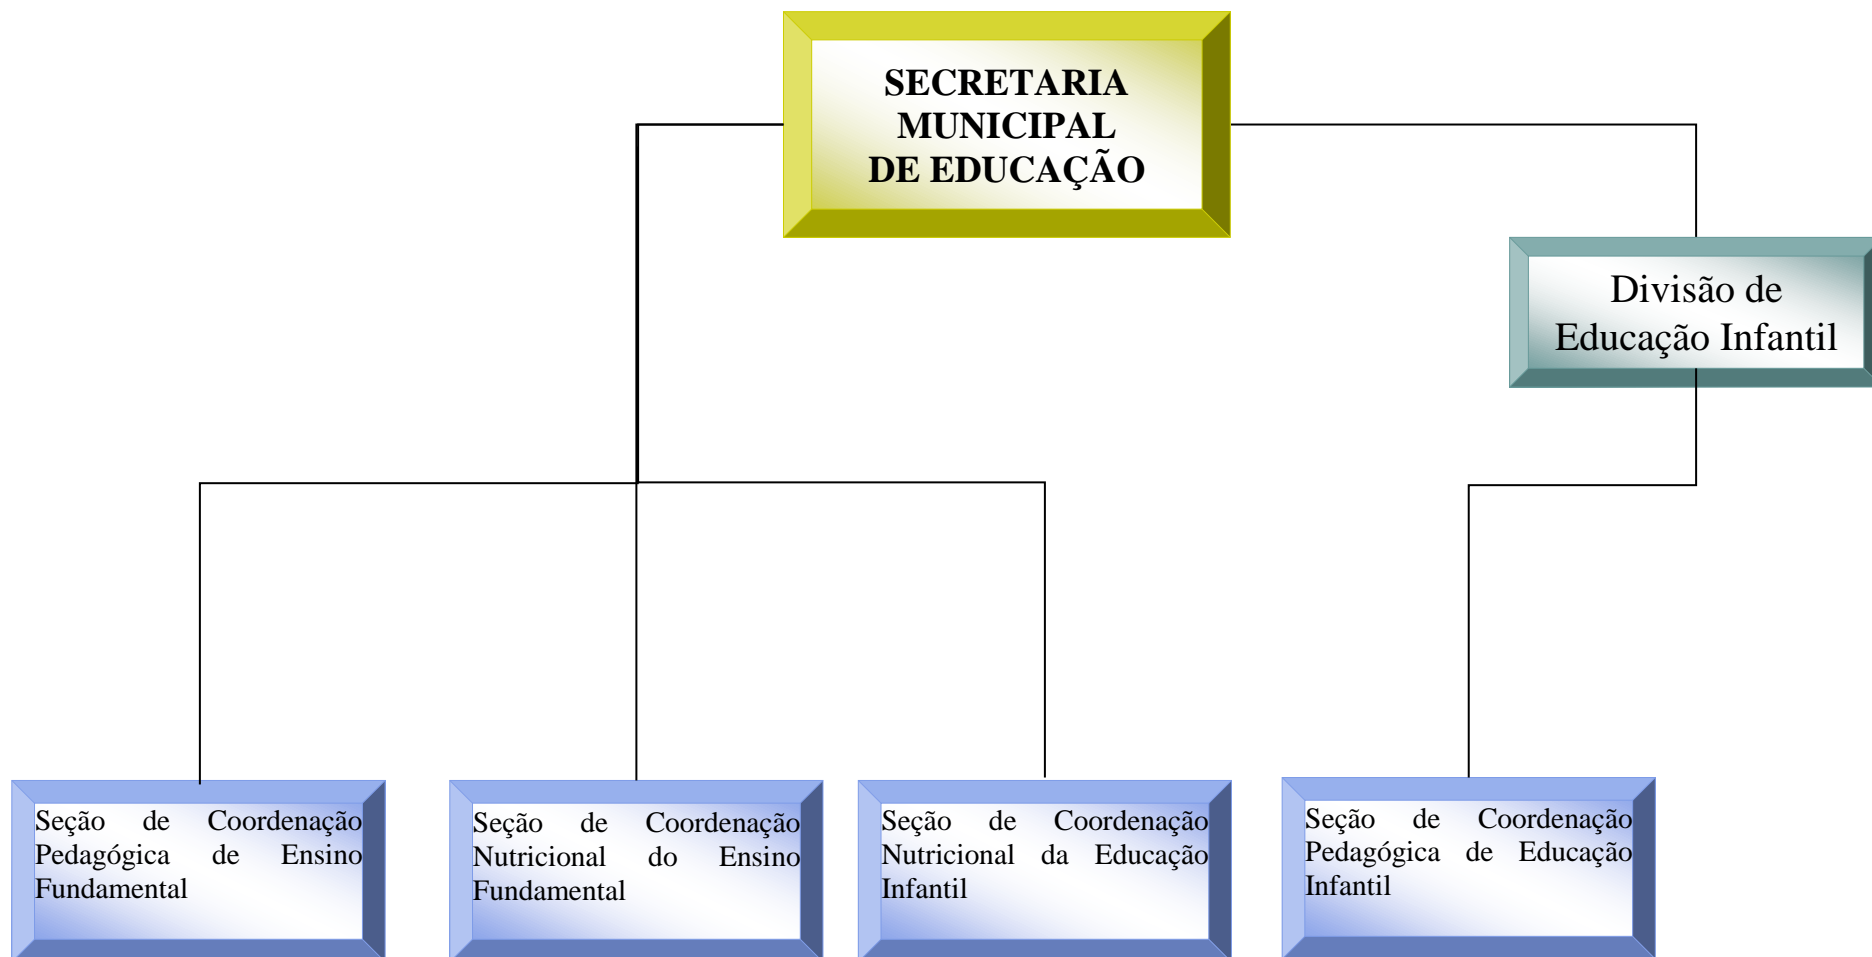 SECRETARIA
MUNICIPAL
DE EDUCAÇÃO
Divisão de
Educação Infantil
Seção de Coordenação
Pedagógica de Ensino
Fundamental
Seção de Coordenação
Nutricional do Ensino
Fundamental
Seção de Coordenação
Nutricional da Educação
Infantil
Seção de Coordenação
Pedagógica de Educação
Infantil